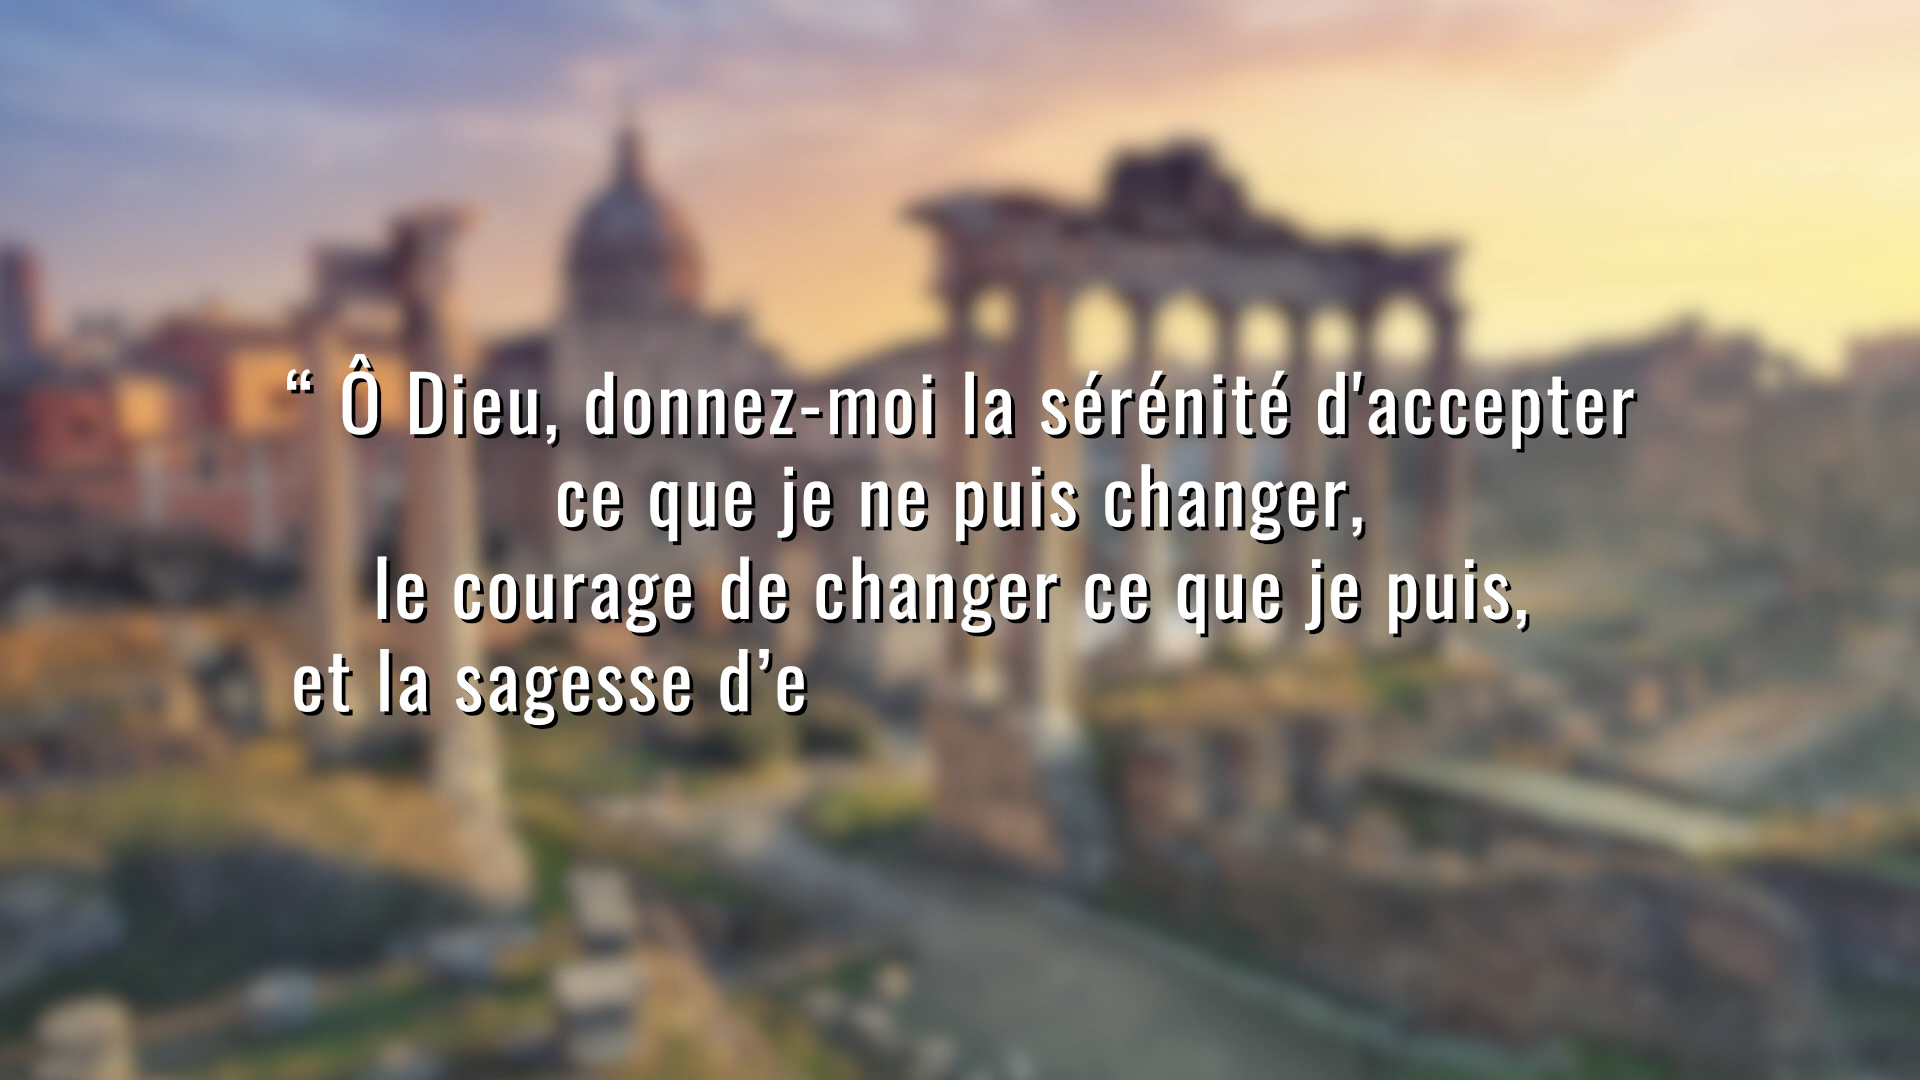 “ Ô Dieu, donnez-moi la sérénité d'accepter
ce que je ne puis changer,
le courage de changer ce que je puis,
et la sagesse d’e